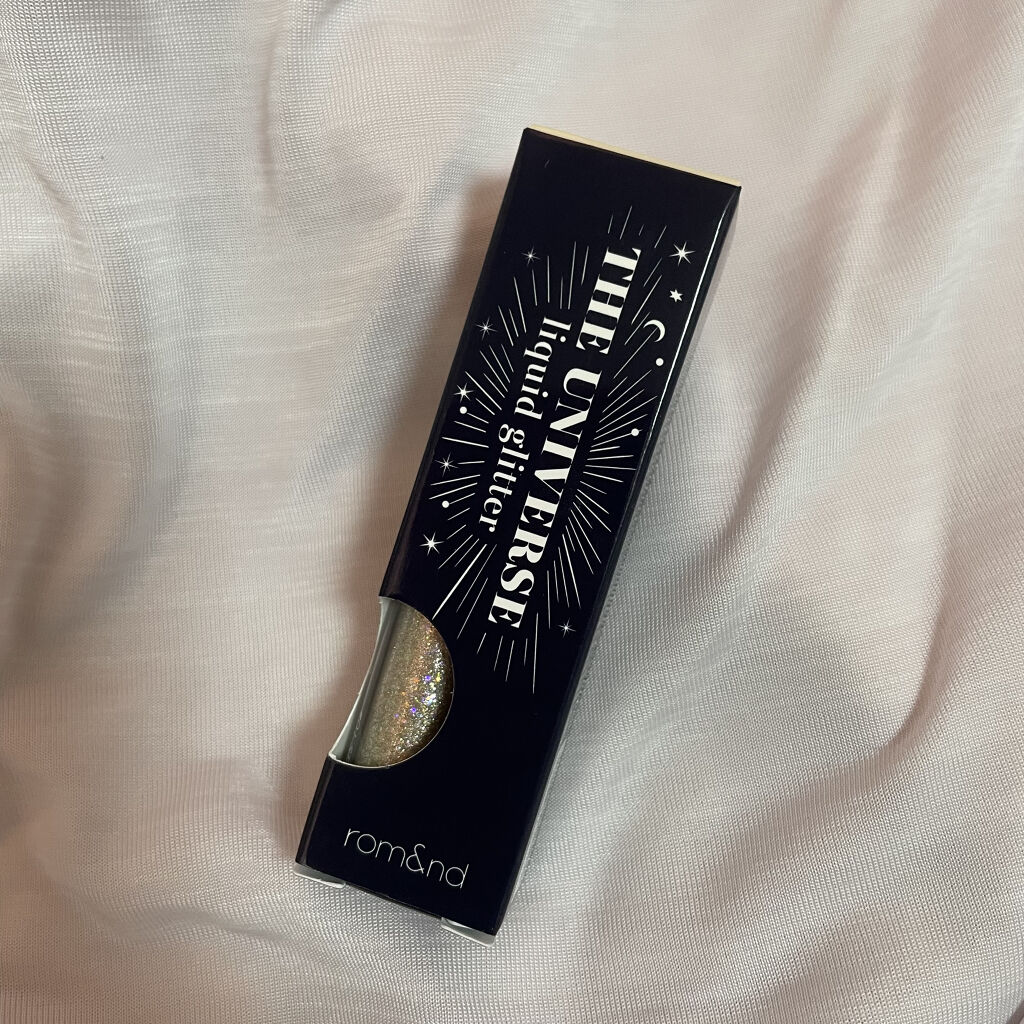 THE UNIVERSE
liquid glitter
rom&nd